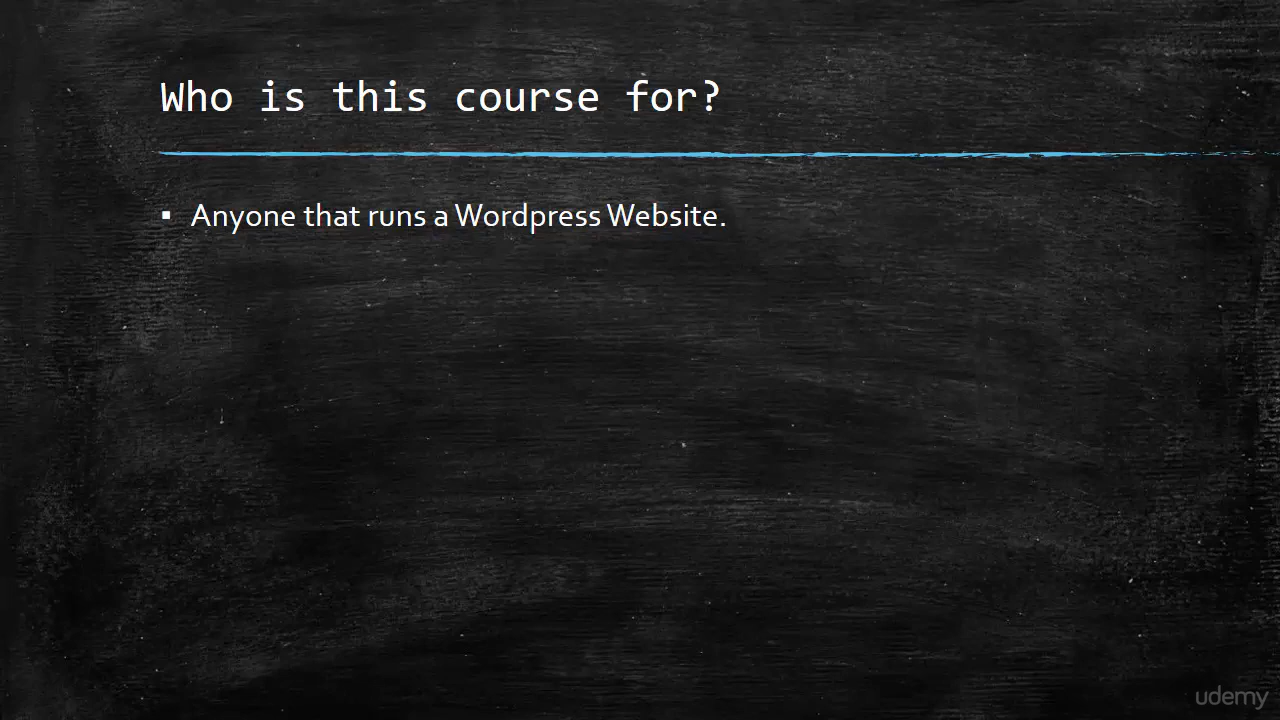 Who is this course for?
▪ Anyone that runs a Wordpress Website.
udemy